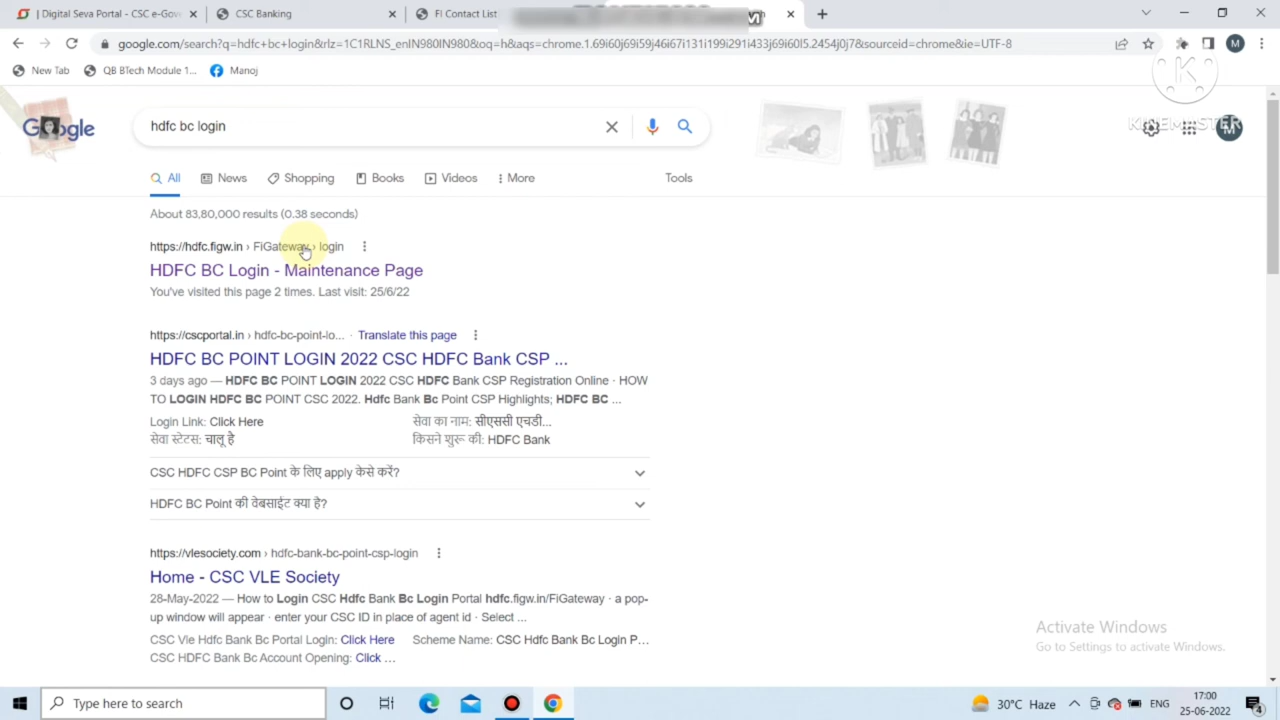 Digital Seva Portal - CSC e-Gov
CSC Banking
FI Contact List
google.com/search?q=hdfc+bc+login&rlz=1C1RLNS_enIN980IN980&oq=h&aqs=chrome.1.69i60j69i59j46i67i131i199i291i433j69i60l5.2454j0j7&sourceid=chrome&ie=UTF-8
M
New Tab
QB BTech Module 1...
Manoj
K
KINEMASTER
Google
hdfc bc login
M
All
News
Shopping
Books
Videos
More
Tools
About 83,80,000 results (0.38 seconds)
https://hdfc.figw.in › FiGateway › login
HDFC BC Login - Maintenance Page
You've visited this page 2 times. Last visit: 25/6/22
https://cscportal.in › hdfc-bc-point-lo... · Translate this page
HDFC BC POINT LOGIN 2022 CSC HDFC Bank CSP ...
3 days ago — HDFC BC POINT LOGIN 2022 CSC HDFC Bank CSP Registration Online · HOW
TO LOGIN HDFC BC POINT CSC 2022. Hdfc Bank Bc Point CSP Highlights; HDFC BC ...
Login Link: Click Here
सेवा का नाम: सीएससी एचडी...
सेवा स्टेटस: चालू है
किसने शुरू की: HDFC Bank
CSC HDFC CSP BC Point के लिए apply केसे करें?
HDFC BC Point की वेबसाईट क्या है?
https://vlesociety.com › hdfc-bank-bc-point-csp-login
Home - CSC VLE Society
28-May-2022 — How to Login CSC Hdfc Bank Bc Login Portal hdfc.figw.in/FiGateway · a pop-
up window will appear · enter your CSC ID in place of agent id · Select ...
CSC Vle Hdfc Bank Bc Portal Login: Click Here
Scheme Name: CSC Hdfc Bank Bc Login P...
CSC HDFC Bank Bc Account Opening: Click ...
Activate Windows
Go to Settings to activate Windows.
Type here to search
30°C Haze
ENG
17:00
25-06-2022
4